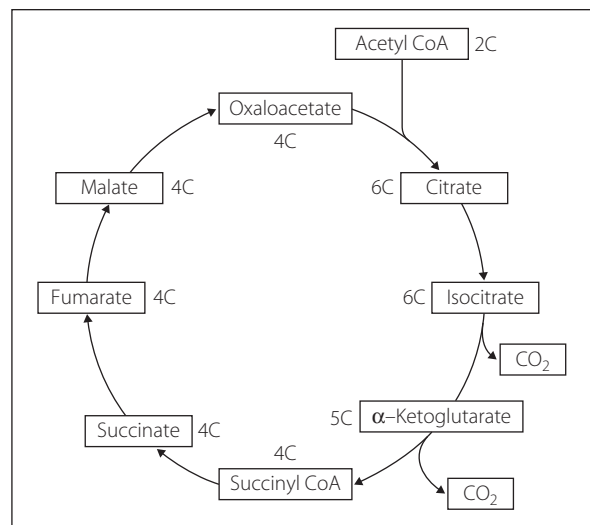 Acetyl CoA 2C
Oxaloacetate
4C
Malate 4C
6C Citrate
Fumarate 4C
6C Isocitrate
CO₂
5C α–Ketoglutarate
Succinate 4C
4C
Succinyl CoA
CO₂